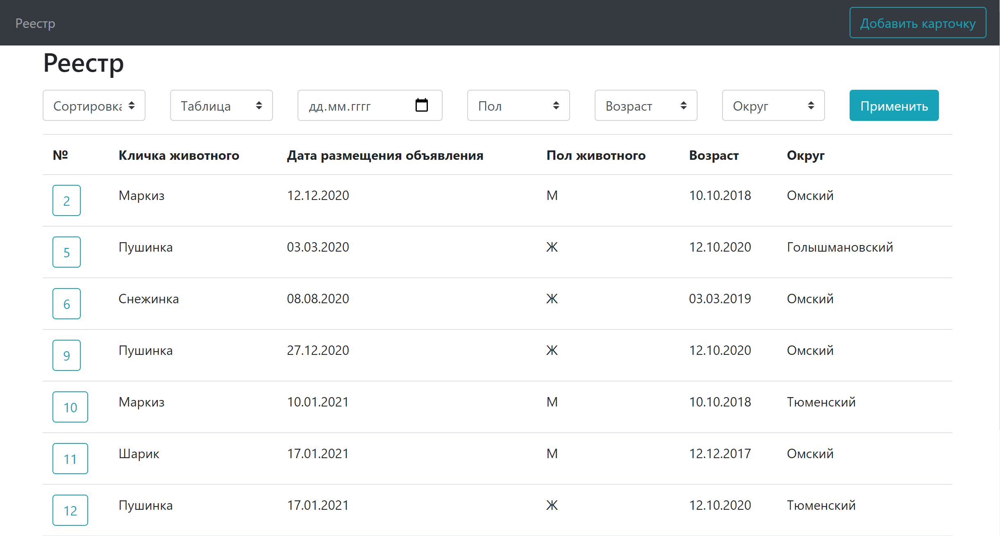 Реестр Добавить карточку
Реестр
Сортировка Таблица дд.мм.гггг Пол Возраст Округ Применить
№ Кличка животного Дата размещения объявления Пол животного Возраст Округ
2 Маркиз 12.12.2020 М 10.10.2018 Омский
5 Пушинка 03.03.2020 Ж 12.10.2020 Голышмановский
6 Снежинка 08.08.2020 Ж 03.03.2019 Омский
9 Пушинка 27.12.2020 Ж 12.10.2020 Омский
10 Маркиз 10.01.2021 М 10.10.2018 Тюменский
11 Шарик 17.01.2021 М 12.12.2017 Омский
12 Пушинка 17.01.2021 Ж 12.10.2020 Тюменский